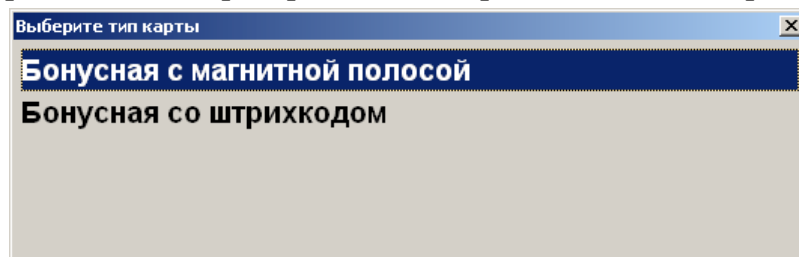 Выберите тип карты
Бонусная с магнитной полосой
Бонусная со штрихкодом